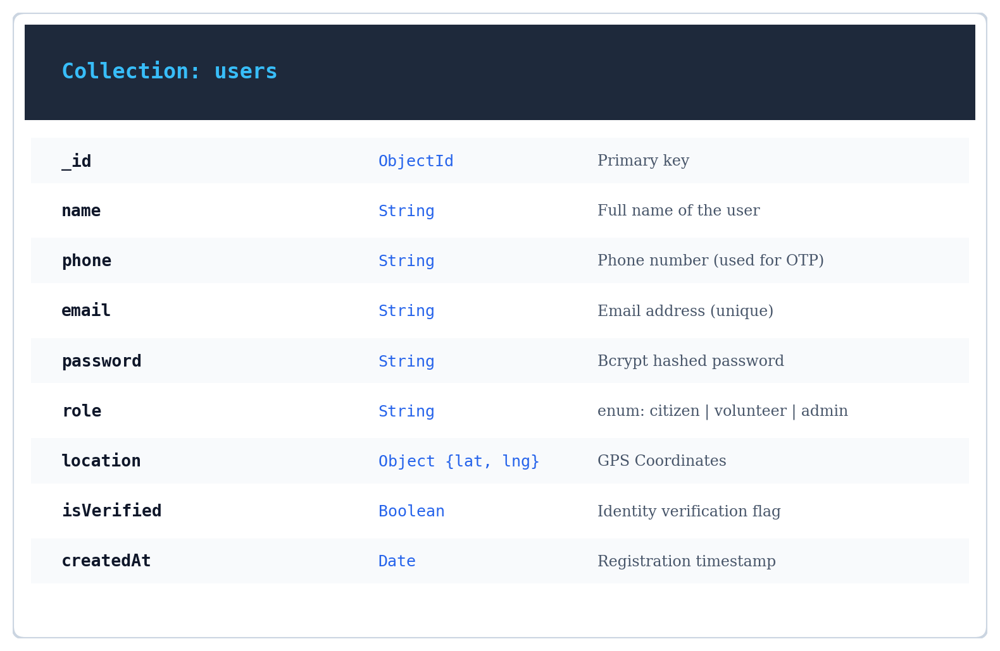 Collection: users
_id ObjectId Primary key
name String Full name of the user
phone String Phone number (used for OTP)
email String Email address (unique)
password String Bcrypt hashed password
role String enum: citizen | volunteer | admin
location Object {lat, lng} GPS Coordinates
isVerified Boolean Identity verification flag
createdAt Date Registration timestamp